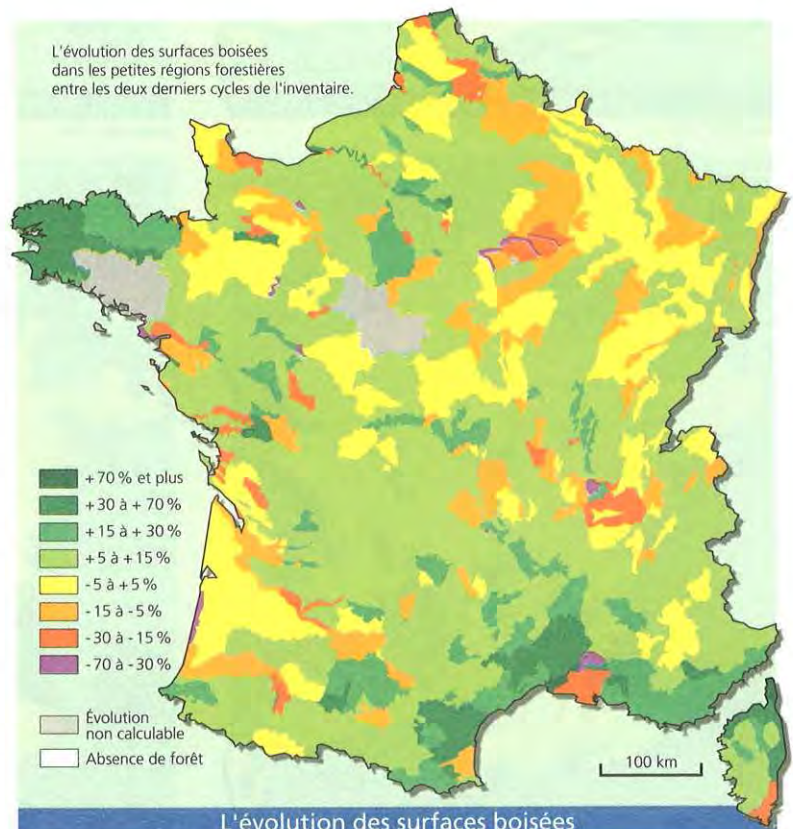 L'évolution des surfaces boisées
dans les petites régions forestières
entre les deux derniers cycles de l'inventaire.
+70 % et plus
+30 à +70 %
+15 à +30 %
+5 à +15 %
-5 à +5 %
-15 à -5 %
-30 à -15 %
-70 à -30 %
Évolution
non calculable
Absence de forêt
100 km
L'évolution des surfaces boisées